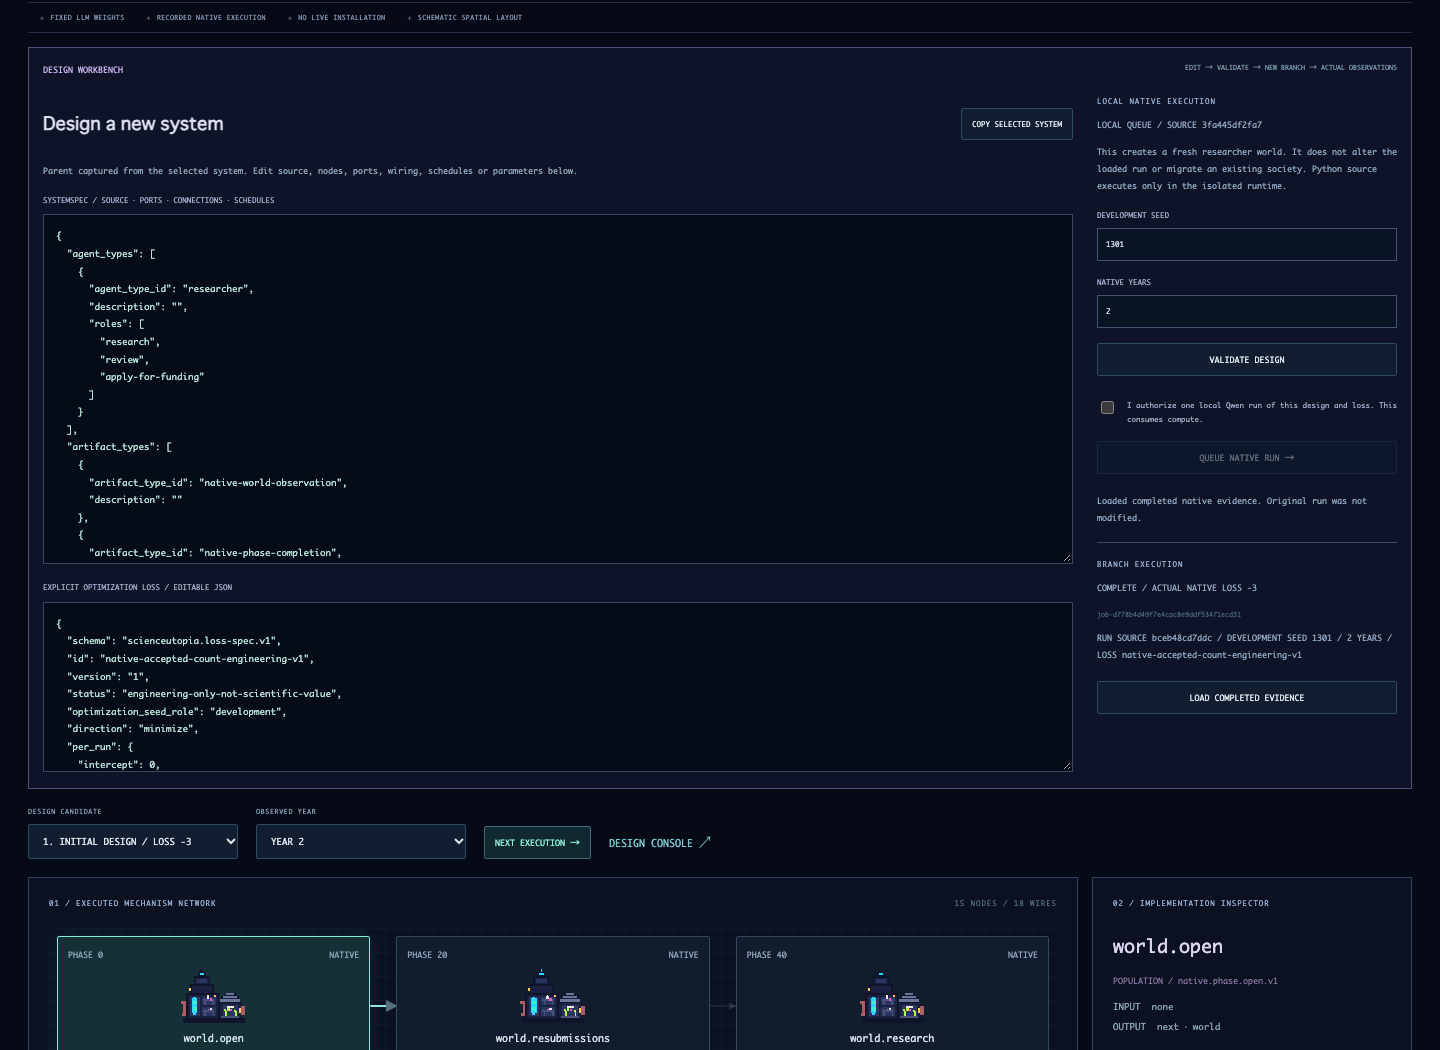 + FIXED LLM WEIGHTS + RECORDED NATIVE EXECUTION + NO LIVE INSTALLATION + SCHEMATIC SPATIAL LAYOUT
DESIGN WORKBENCH
EDIT → VALIDATE → NEW BRANCH → ACTUAL OBSERVATIONS
Design a new system
COPY SELECTED SYSTEM
Parent captured from the selected system. Edit source, nodes, ports, wiring, schedules or parameters below.
SYSTEMSPEC / SOURCE · PORTS · CONNECTIONS · SCHEDULES
{
"agent_types": [
{
"agent_type_id": "researcher",
"description": "",
"roles": [
"research",
"review",
"apply-for-funding"
]
}
],
"artifact_types": [
{
"artifact_type_id": "native-world-observation",
"description": ""
},
{
"artifact_type_id": "native-phase-completion",
EXPLICIT OPTIMIZATION LOSS / EDITABLE JSON
{
"schema": "scienceutopia.loss-spec.v1",
"id": "native-accepted-count-engineering-v1",
"version": "1",
"status": "engineering-only-not-scientific-value",
"optimization_seed_role": "development",
"direction": "minimize",
"per_run": {
"intercept": 0,
LOCAL NATIVE EXECUTION
LOCAL QUEUE / SOURCE 3fa445df2fa7
This creates a fresh researcher world. It does not alter the
loaded run or migrate an existing society. Python source
executes only in the isolated runtime.
DEVELOPMENT SEED
1301
NATIVE YEARS
2
VALIDATE DESIGN
I authorize one local Qwen run of this design and loss. This
consumes compute.
QUEUE NATIVE RUN →
Loaded completed native evidence. Original run was not
modified.
BRANCH EXECUTION
COMPLETE / ACTUAL NATIVE LOSS -3
job-d778b4d49f7e4cac8e9ddf53471ecd31
RUN SOURCE bceb48cd7ddc / DEVELOPMENT SEED 1301 / 2 YEARS /
LOSS native-accepted-count-engineering-v1
LOAD COMPLETED EVIDENCE
DESIGN CANDIDATE
1. INITIAL DESIGN / LOSS -3
OBSERVED YEAR
YEAR 2
NEXT EXECUTION →
DESIGN CONSOLE ↗
01 / EXECUTED MECHANISM NETWORK
15 NODES / 18 WIRES
PHASE 0 NATIVE
world.open
PHASE 20 NATIVE
world.resubmissions
PHASE 40 NATIVE
world.research
02 / IMPLEMENTATION INSPECTOR
world.open
POPULATION / native.phase.open.v1
INPUT none
OUTPUT next · world